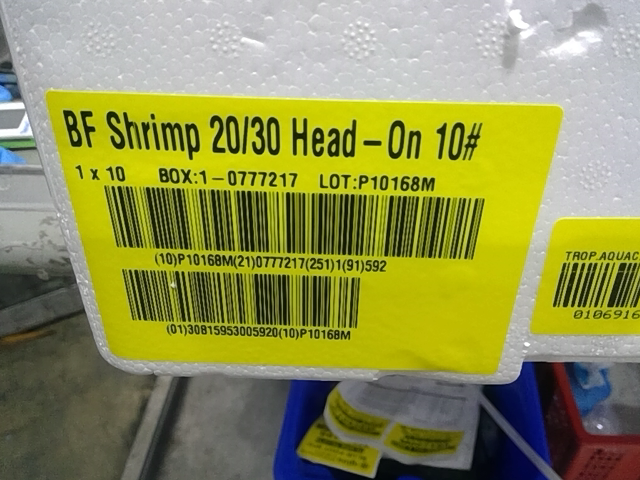 BF Shrimp 20/30 Head-On 10#
1 x 10 BOX:1-0777217 LOT:P10168M
(10)P10168M(21)0777217(251)1(91)592
(01)30815953005920(10)P10168M
TROP.AQUAC
0106916